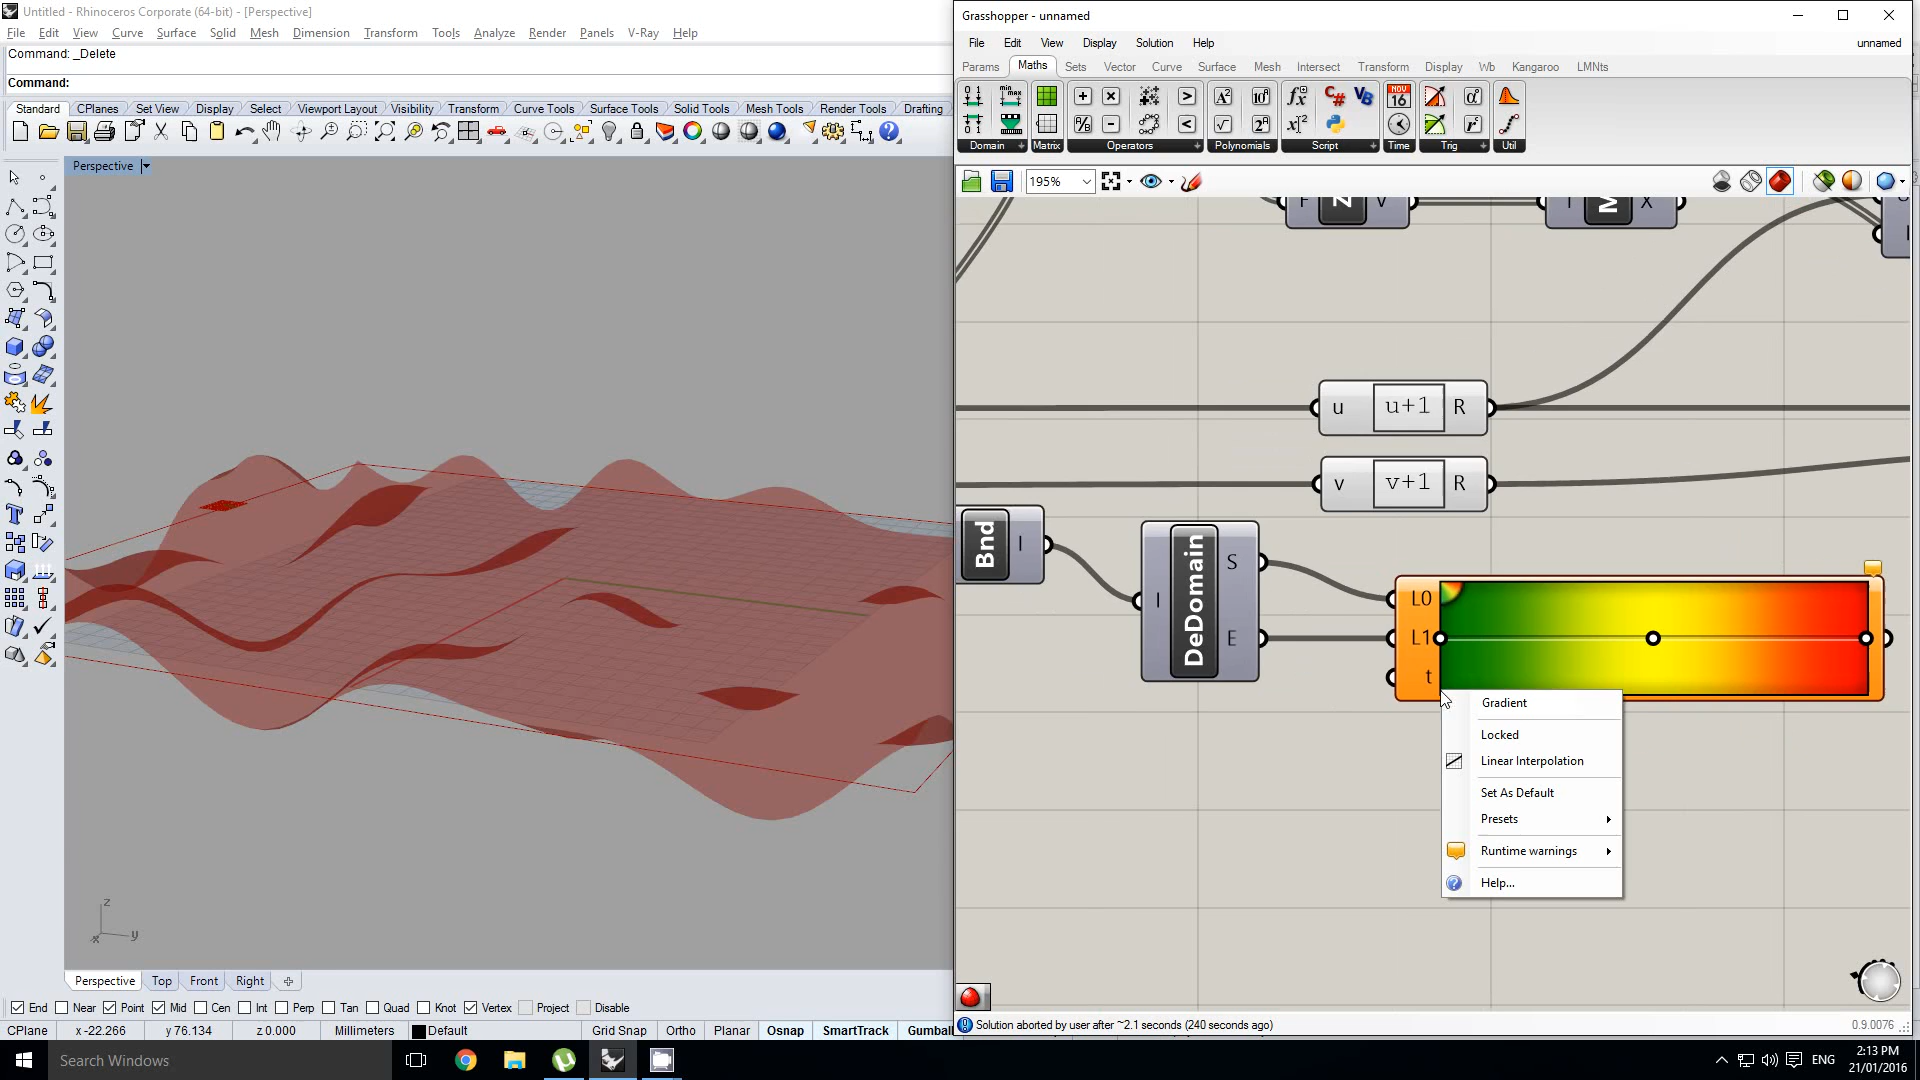 Untitled - Rhinoceros Corporate (64-bit) - [Perspective]
File Edit View Curve Surface Solid Mesh Dimension Transform Tools Analyze Render Panels V-Ray Help
Command: _Delete
Command:
Standard CPlanes Set View Display Select Viewport Layout Visibility Transform Curve Tools Surface Tools Solid Tools Mesh Tools Render Tools Drafting
Perspective
z
x y
Perspective Top Front Right
End Near Point Mid Cen Int Perp Tan Quad Knot Vertex Project Disable
CPlane x -22.266 y 76.134 z 0.000 Millimeters Default Grid Snap Ortho Planar Osnap SmartTrack Gumball
Grasshopper - unnamed
File Edit View Display Solution Help unnamed
Params Maths Sets Vector Curve Surface Mesh Intersect Transform Display Wb Kangaroo LMNts
Domain Matrix Operators Polynomials Script Time Trig Util
195%
F Z V
X
u u+1 R
v v+1 R
Bnd I
I DeDomain S E
L0
L1
t
Gradient
Locked
Linear Interpolation
Set As Default
Presets
Runtime warnings
Help...
Solution aborted by user after ~2.1 seconds (240 seconds ago) 0.9.0076
Search Windows
ENG
2:13 PM
21/01/2016